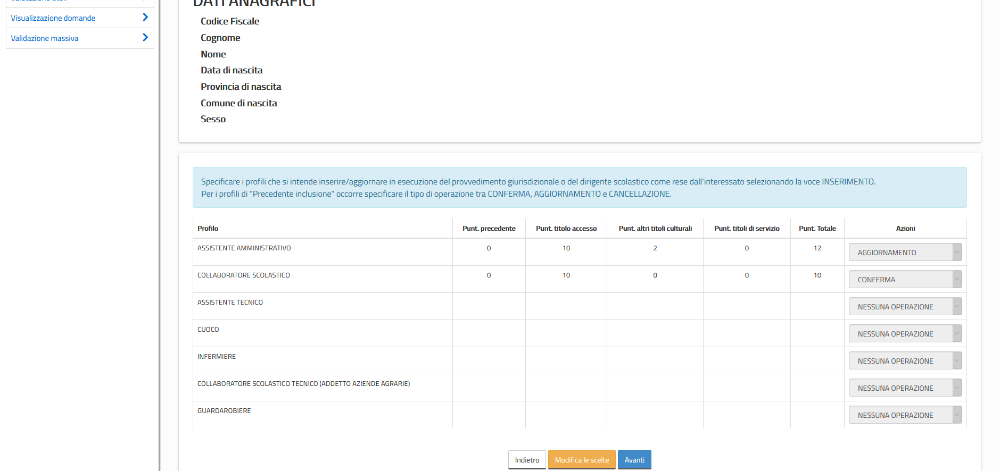 Visualizzazione domande
Validazione massiva
DATI ANAGRAFICI
Codice Fiscale
Cognome
Nome
Data di nascita
Provincia di nascita
Comune di nascita
Sesso
Specificare i profili che si intende inserire/aggiornare in esecuzione del provvedimento giurisdizionale o del dirigente scolastico come rese dall'interessato selezionando la voce INSERIMENTO.
Per i profili di "Precedente inclusione" occorre specificare il tipo di operazione tra CONFERMA, AGGIORNAMENTO e CANCELLAZIONE.
Profilo Punt. precedente Punt. titolo accesso Punt. altri titoli culturali Punt. titoli di servizio Punt. Totale Azioni
ASSISTENTE AMMINISTRATIVO 0 10 2 0 12 AGGIORNAMENTO
COLLABORATORE SCOLASTICO 0 10 0 0 10 CONFERMA
ASSISTENTE TECNICO NESSUNA OPERAZIONE
CUOCO NESSUNA OPERAZIONE
INFERMIERE NESSUNA OPERAZIONE
COLLABORATORE SCOLASTICO TECNICO (ADDETTO AZIENDE AGRARIE) NESSUNA OPERAZIONE
GUARDAROBIERE NESSUNA OPERAZIONE
Indietro Modifica le scelte Avanti